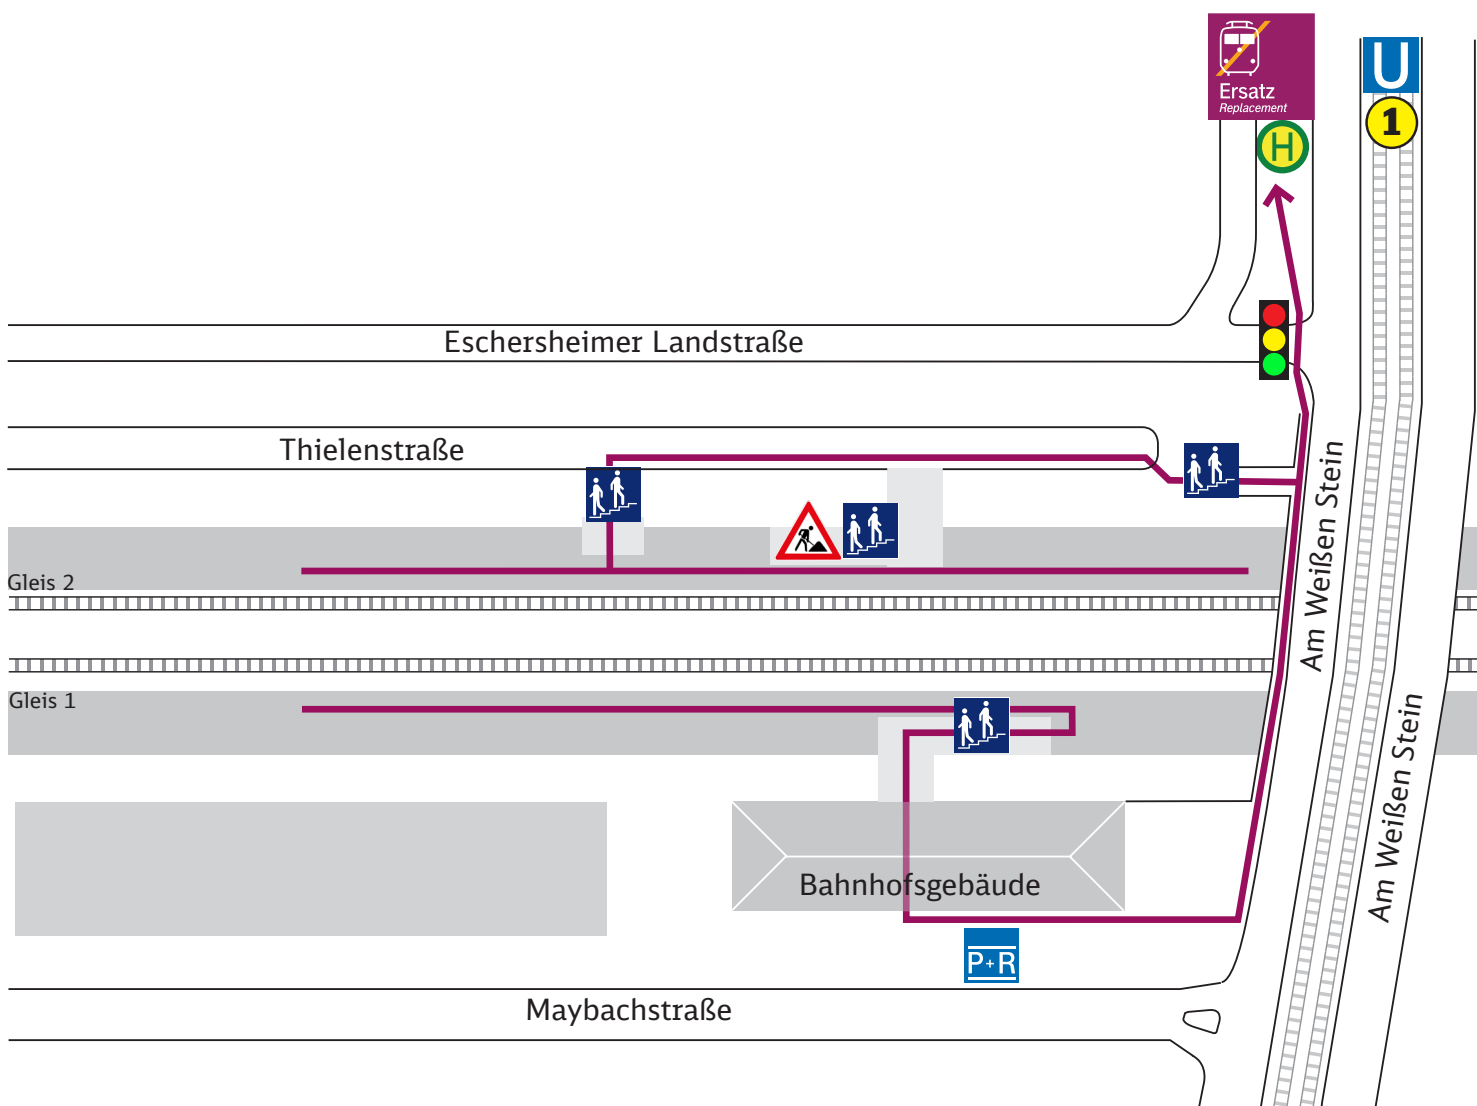 U
Ersatz
Replacement
1
H
Eschersheimer Landstraße
Thielenstraße
Am Weißen Stein
Gleis 2
Gleis 1
Am Weißen Stein
Bahnhofsgebäude
P+R
Maybachstraße